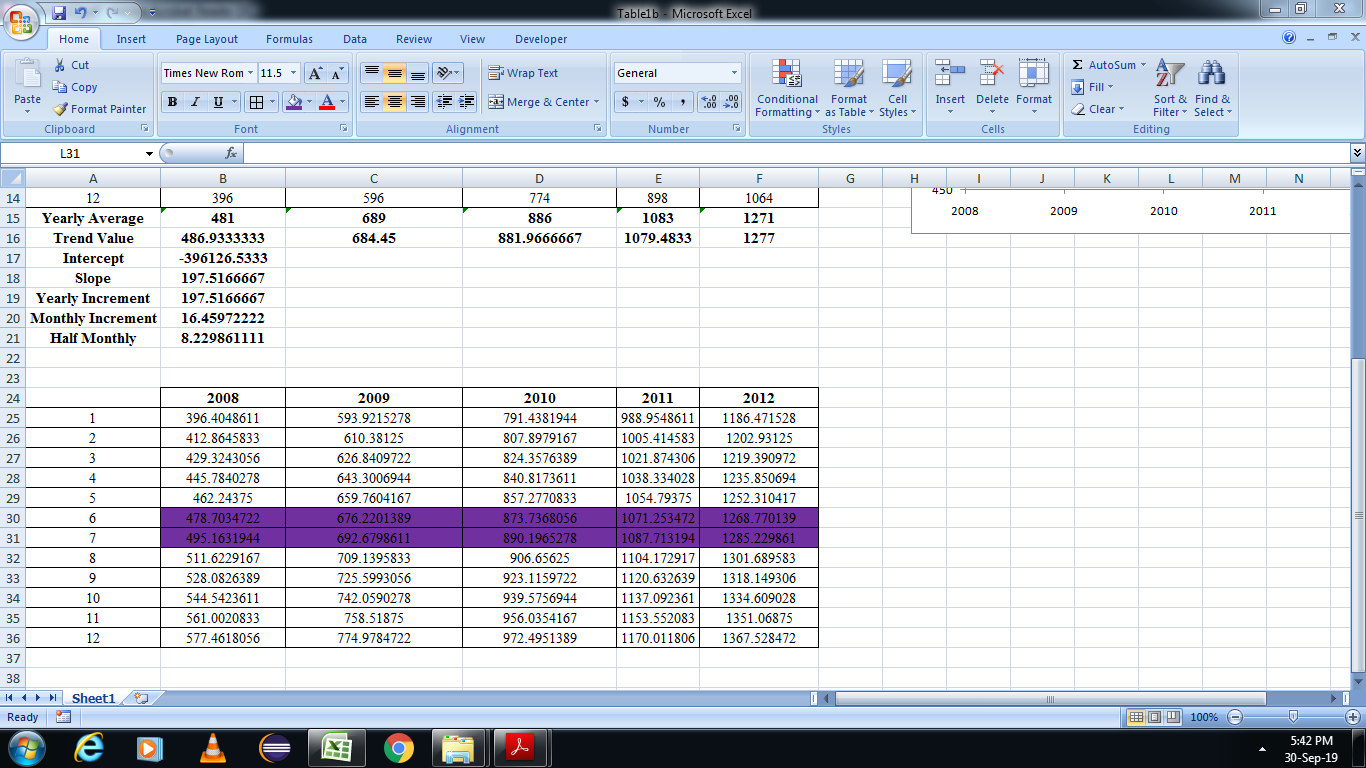 Table1b - Microsoft Excel
Home Insert Page Layout Formulas Data Review View Developer
Paste Cut Copy Format Painter
Times New Rom 11.5 A A
B I U A
Wrap Text
Merge & Center
General
$ % ,
Conditional Formatting Format as Table Cell Styles
Insert Delete Format
Σ AutoSum Fill Clear
Sort & Filter Find & Select
Clipboard Font Alignment Number Styles Cells Editing
L31 fx
A B C D E F G H I J K L M N
14 12 396 596 774 898 1064
15 Yearly Average 481 689 886 1083 1271
16 Trend Value 486.9333333 684.45 881.9666667 1079.4833 1277
17 Intercept -396126.5333
18 Slope 197.5166667
19 Yearly Increment 197.5166667
20 Monthly Increment 16.45972222
21 Half Monthly 8.229861111
22
23
24 2008 2009 2010 2011 2012
25 1 396.4048611 593.9215278 791.4381944 988.9548611 1186.471528
26 2 412.8645833 610.38125 807.8979167 1005.414583 1202.93125
27 3 429.3243056 626.8409722 824.3576389 1021.874306 1219.390972
28 4 445.7840278 643.3006944 840.8173611 1038.334028 1235.850694
29 5 462.24375 659.7604167 857.2770833 1054.79375 1252.310417
30 6 478.7034722 676.2201389 873.7368056 1071.253472 1268.770139
31 7 495.1631944 692.6798611 890.1965278 1087.713194 1285.229861
32 8 511.6229167 709.1395833 906.65625 1104.172917 1301.689583
33 9 528.0826389 725.5993056 923.1159722 1120.632639 1318.149306
34 10 544.5423611 742.0590278 939.5756944 1137.092361 1334.609028
35 11 561.0020833 758.51875 956.0354167 1153.552083 1351.06875
36 12 577.4618056 774.9784722 972.4951389 1170.011806 1367.528472
37
38
450
2008 2009 2010 2011
Sheet1
Ready 100%
5:42 PM
30-Sep-19